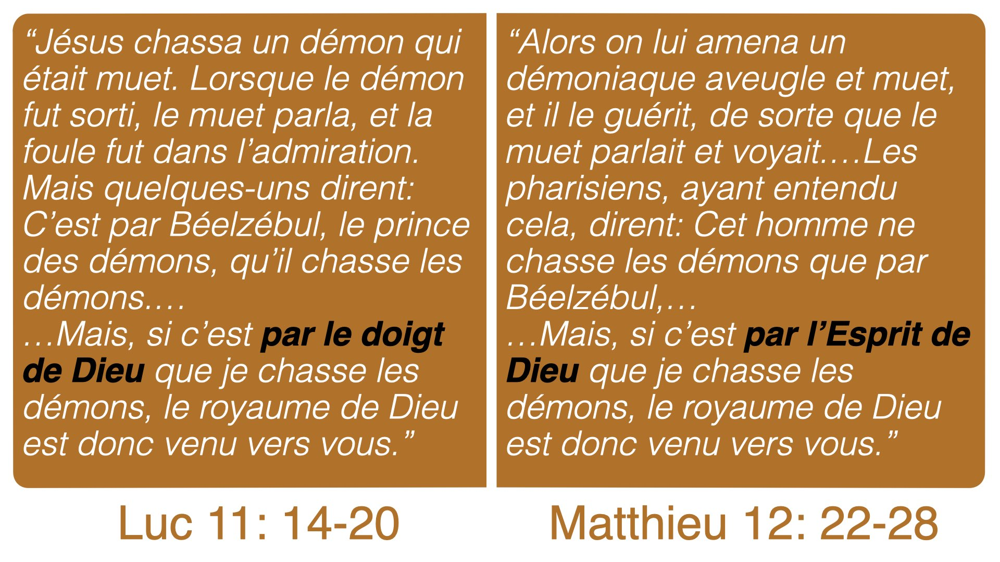 “Jésus chassa un démon qui
était muet. Lorsque le démon
fut sorti, le muet parla, et la
foule fut dans l’admiration.
Mais quelques-uns dirent:
C’est par Béelzébul, le prince
des démons, qu’il chasse les
démons.…
…Mais, si c’est par le doigt
de Dieu que je chasse les
démons, le royaume de Dieu
est donc venu vers vous.”
Luc 11: 14-20
“Alors on lui amena un
démoniaque aveugle et muet,
et il le guérit, de sorte que le
muet parlait et voyait.…Les
pharisiens, ayant entendu
cela, dirent: Cet homme ne
chasse les démons que par
Béelzébul,…
…Mais, si c’est par l’Esprit de
Dieu que je chasse les
démons, le royaume de Dieu
est donc venu vers vous.”
Matthieu 12: 22-28